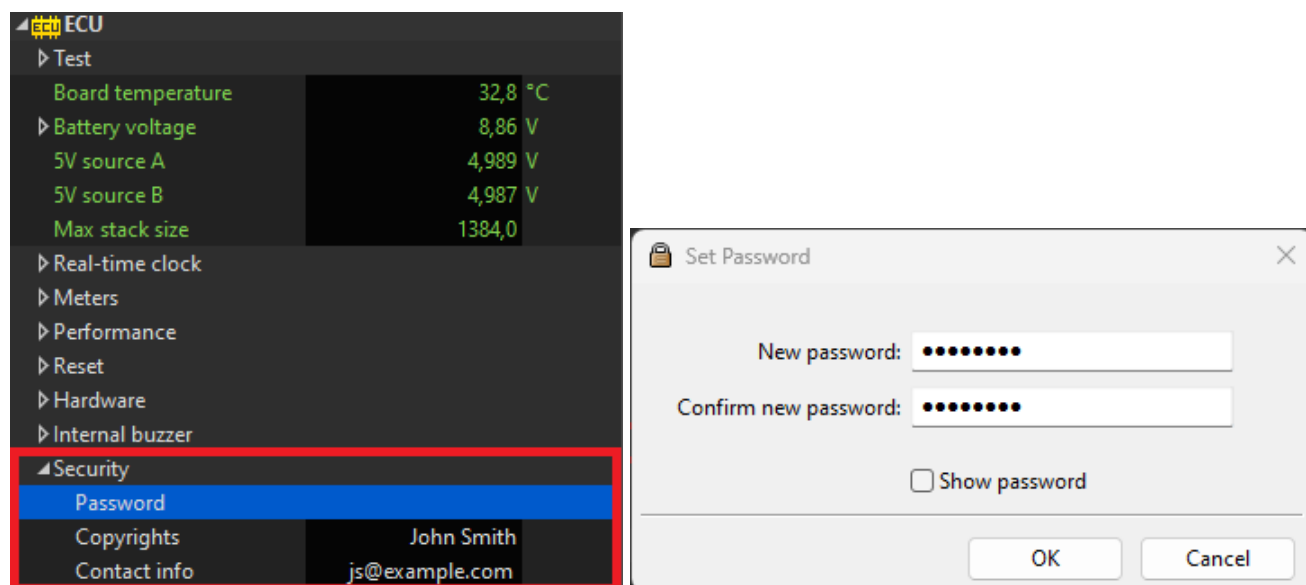 ECU ECU
Test
Board temperature 32,8 °C
Battery voltage 8,86 V
5V source A 4,989 V
5V source B 4,987 V
Max stack size 1384,0
Real-time clock
Meters
Performance
Reset
Hardware
Internal buzzer
Security
Password
Copyrights John Smith
Contact info js@example.com
Set Password
New password: ●●●●●●●●
Confirm new password: ●●●●●●●●
Show password
OK Cancel